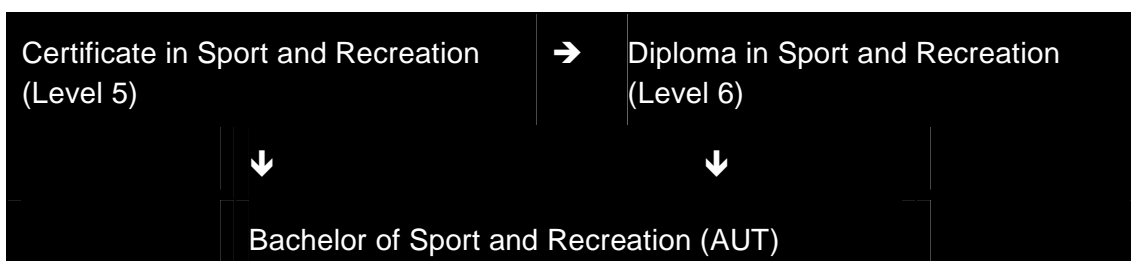 Certificate in Sport and Recreation
(Level 5)
➔
Diploma in Sport and Recreation
(Level 6)
🡻 🡻
Bachelor of Sport and Recreation (AUT)